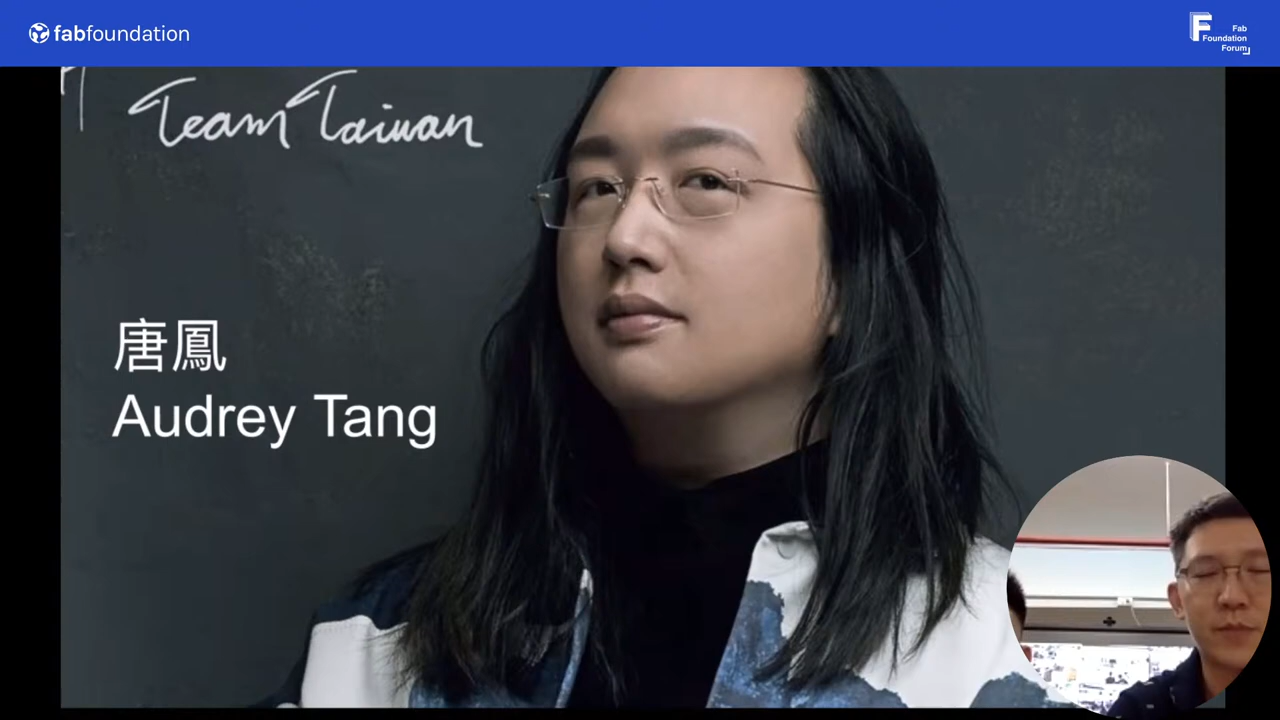 fabfoundation
Fab
Foundation
Forum
Team Taiwan
唐鳳
Audrey Tang